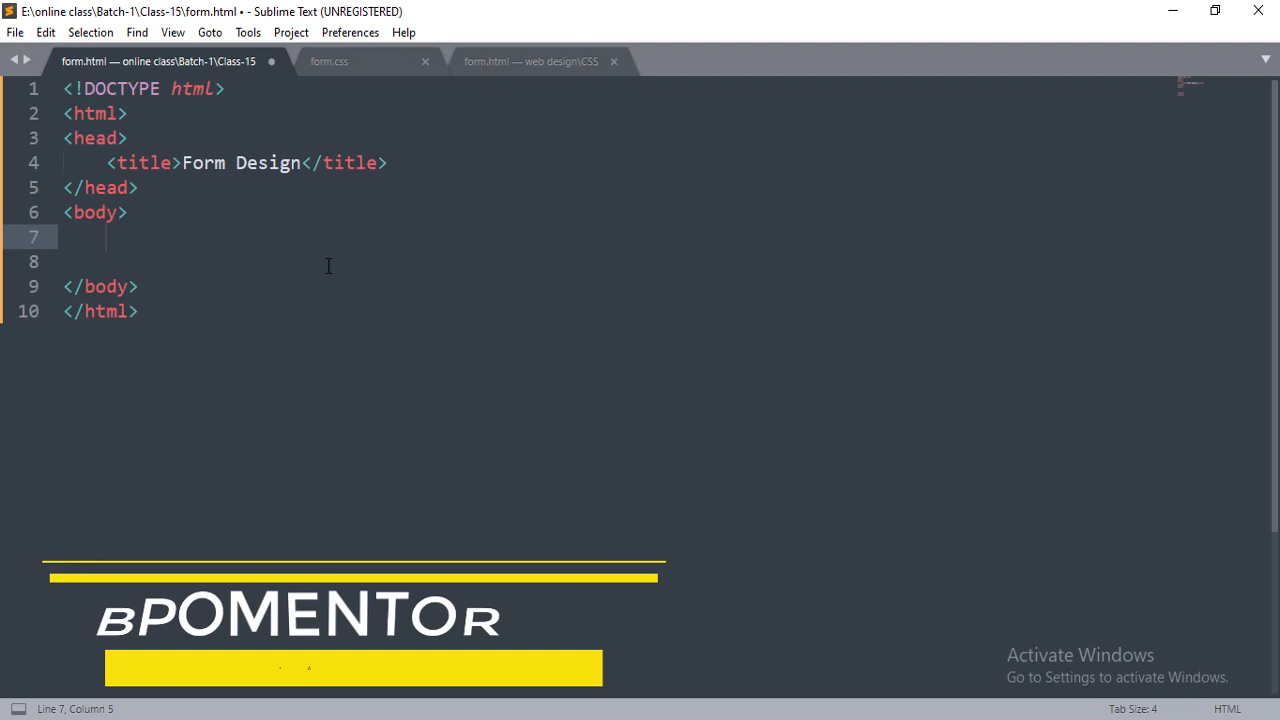 E:\online class\Batch-1\Class-15\form.html • - Sublime Text (UNREGISTERED)
File Edit Selection Find View Goto Tools Project Preferences Help
form.html — online class\Batch-1\Class-15
form.css
form.html — web design\CSS
1 <!DOCTYPE html>
2 <html>
3 <head>
4 <title>Form Design</title>
5 </head>
6 <body>
7
8
9 </body>
10 </html>
BPOMENTOR
Activate Windows
Go to Settings to activate Windows.
Line 7, Column 5
Tab Size: 4
HTML